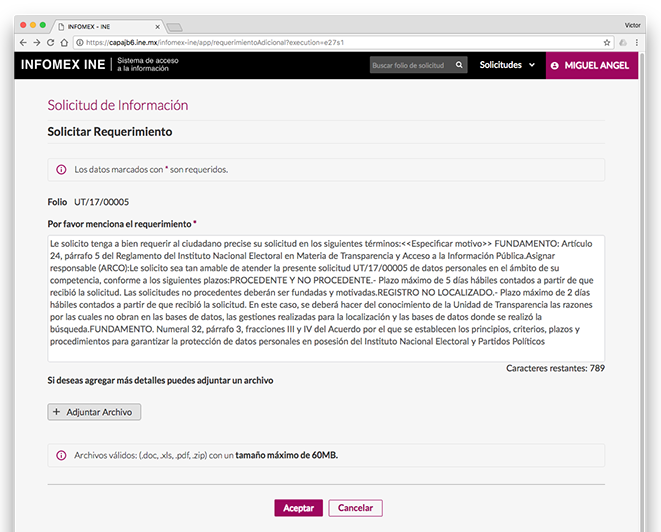 INFOMEX - INE
Victor
https://capajb6.ine.mx/infomex-ine/app/requerimientoAdicional?execution=e27s1
INFOMEX INE
Sistema de acceso
a la información
Buscar folio de solicitud
Solicitudes
MIGUEL ANGEL
Solicitud de Información
Solicitar Requerimiento
Los datos marcados con * son requeridos.
Folio UT/17/00005
Por favor menciona el requerimiento *
Le solicito tenga a bien requerir al ciudadano precise su solicitud en los siguientes términos:<<Especificar motivo>> FUNDAMENTO: Artículo
24, párrafo 5 del Reglamento del Instituto Nacional Electoral en Materia de Transparencia y Acceso a la Información Pública.Asignar
responsable (ARCO):Le solicito sea tan amable de atender la presente solicitud UT/17/00005 de datos personales en el ámbito de su
competencia, conforme a los siguientes plazos:PROCEDENTE Y NO PROCEDENTE.- Plazo máximo de 5 días hábiles contados a partir de que
recibió la solicitud. Las solicitudes no procedentes deberán ser fundadas y motivadas.REGISTRO NO LOCALIZADO.- Plazo máximo de 2 días
hábiles contados a partir de que recibió la solicitud. En este caso, se deberá hacer del conocimiento de la Unidad de Transparencia las razones
por las cuales no obran en las bases de datos, las gestiones realizadas para la localización y las bases de datos donde se realizó la
búsqueda.FUNDAMENTO. Numeral 32, párrafo 3, fracciones III y IV del Acuerdo por el que se establecen los principios, criterios, plazos y
procedimientos para garantizar la protección de datos personales en posesión del Instituto Nacional Electoral y Partidos Políticos
Caracteres restantes: 789
Si deseas agregar más detalles puedes adjuntar un archivo
+ Adjuntar Archivo
Archivos válidos: (.doc, .xls, .pdf, .zip) con un tamaño máximo de 60MB.
Aceptar
Cancelar